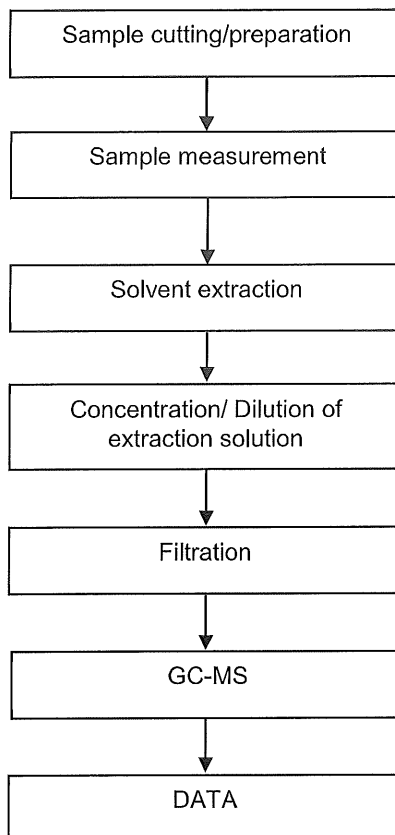 Sample cutting/preparation
Sample measurement
Solvent extraction
Concentration/ Dilution of
extraction solution
Filtration
GC-MS
DATA